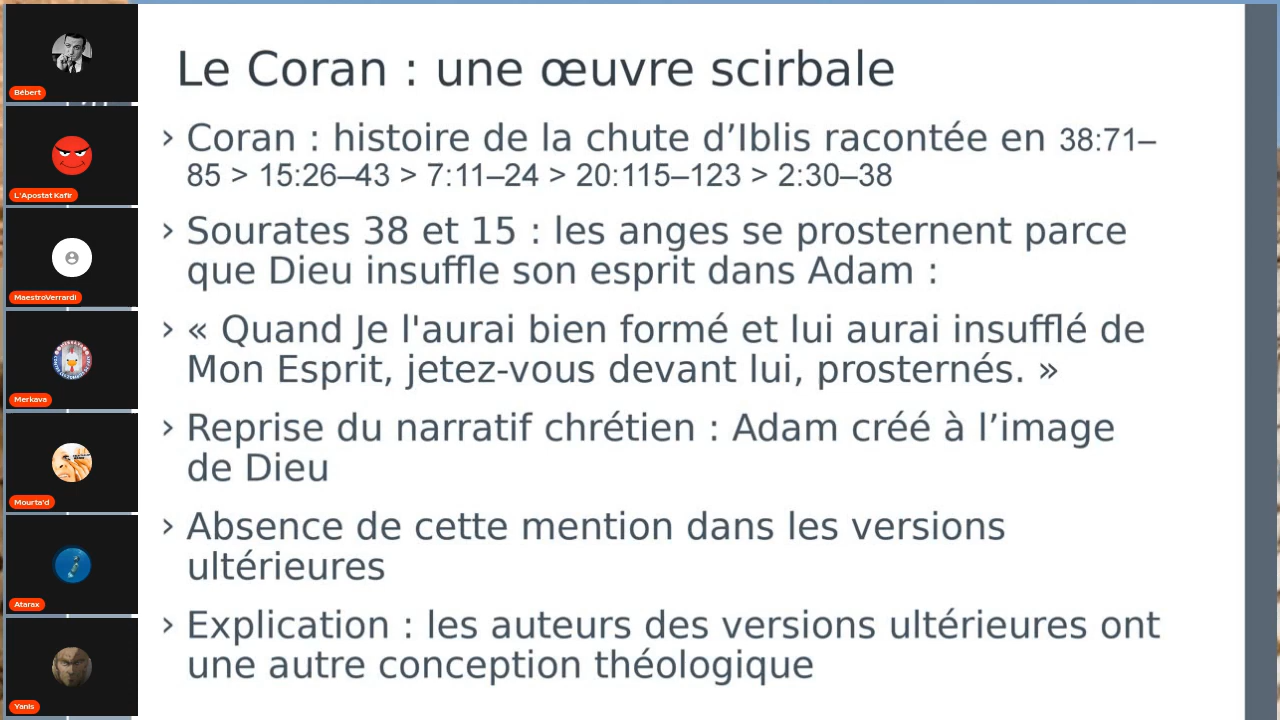 Le Coran : une œuvre scirbale
› Coran : histoire de la chute d’Iblis racontée en 38:71–
85 > 15:26–43 > 7:11–24 > 20:115–123 > 2:30–38
› Sourates 38 et 15 : les anges se prosternent parce
que Dieu insuffle son esprit dans Adam :
› « Quand Je l'aurai bien formé et lui aurai insufflé de
Mon Esprit, jetez-vous devant lui, prosternés. »
› Reprise du narratif chrétien : Adam créé à l’image
de Dieu
› Absence de cette mention dans les versions
ultérieures
› Explication : les auteurs des versions ultérieures ont
une autre conception théologique
Bébert
L'Apostat Kafir
MaestroVerrardi
Merkava
Mourta'd
Atarax
Yanis